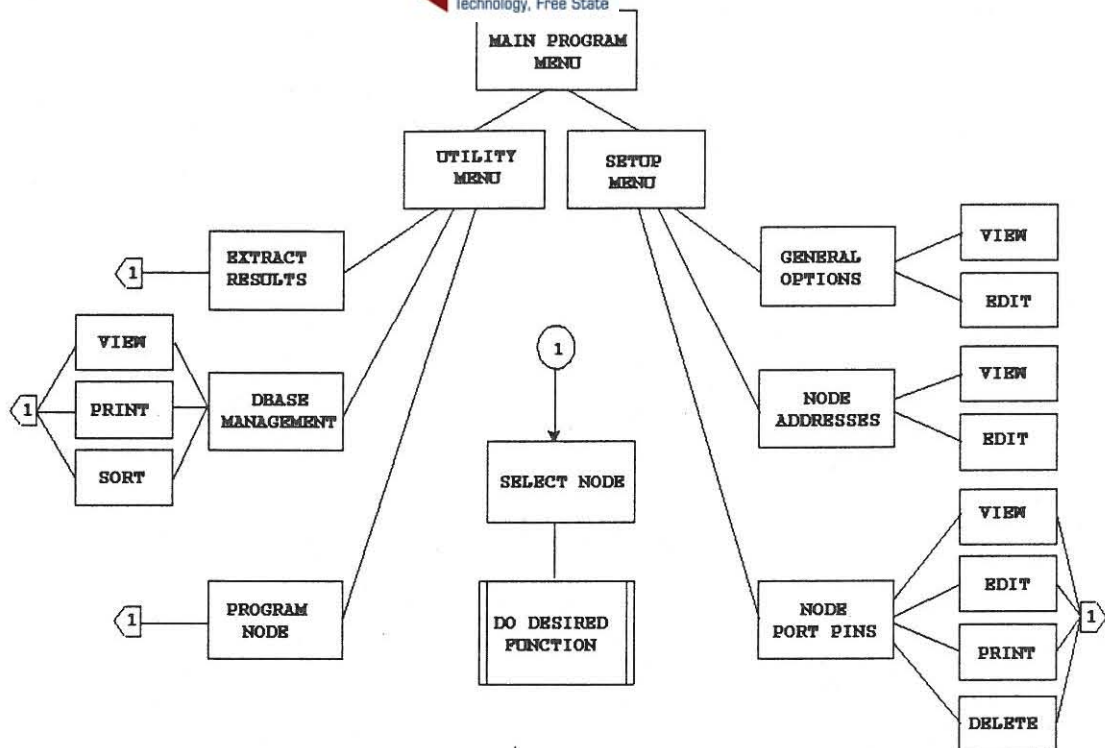 Technology, Free State
MAIN PROGRAM
MENU
UTILITY
MENU
SETUP
MENU
EXTRACT
RESULTS
1
VIEW
PRINT
SORT
1
DBASE
MANAGEMENT
PROGRAM
NODE
1
1
SELECT NODE
DO DESIRED
FUNCTION
GENERAL
OPTIONS
VIEW
EDIT
NODE
ADDRESSES
VIEW
EDIT
NODE
PORT PINS
VIEW
EDIT
PRINT
DELETE
1